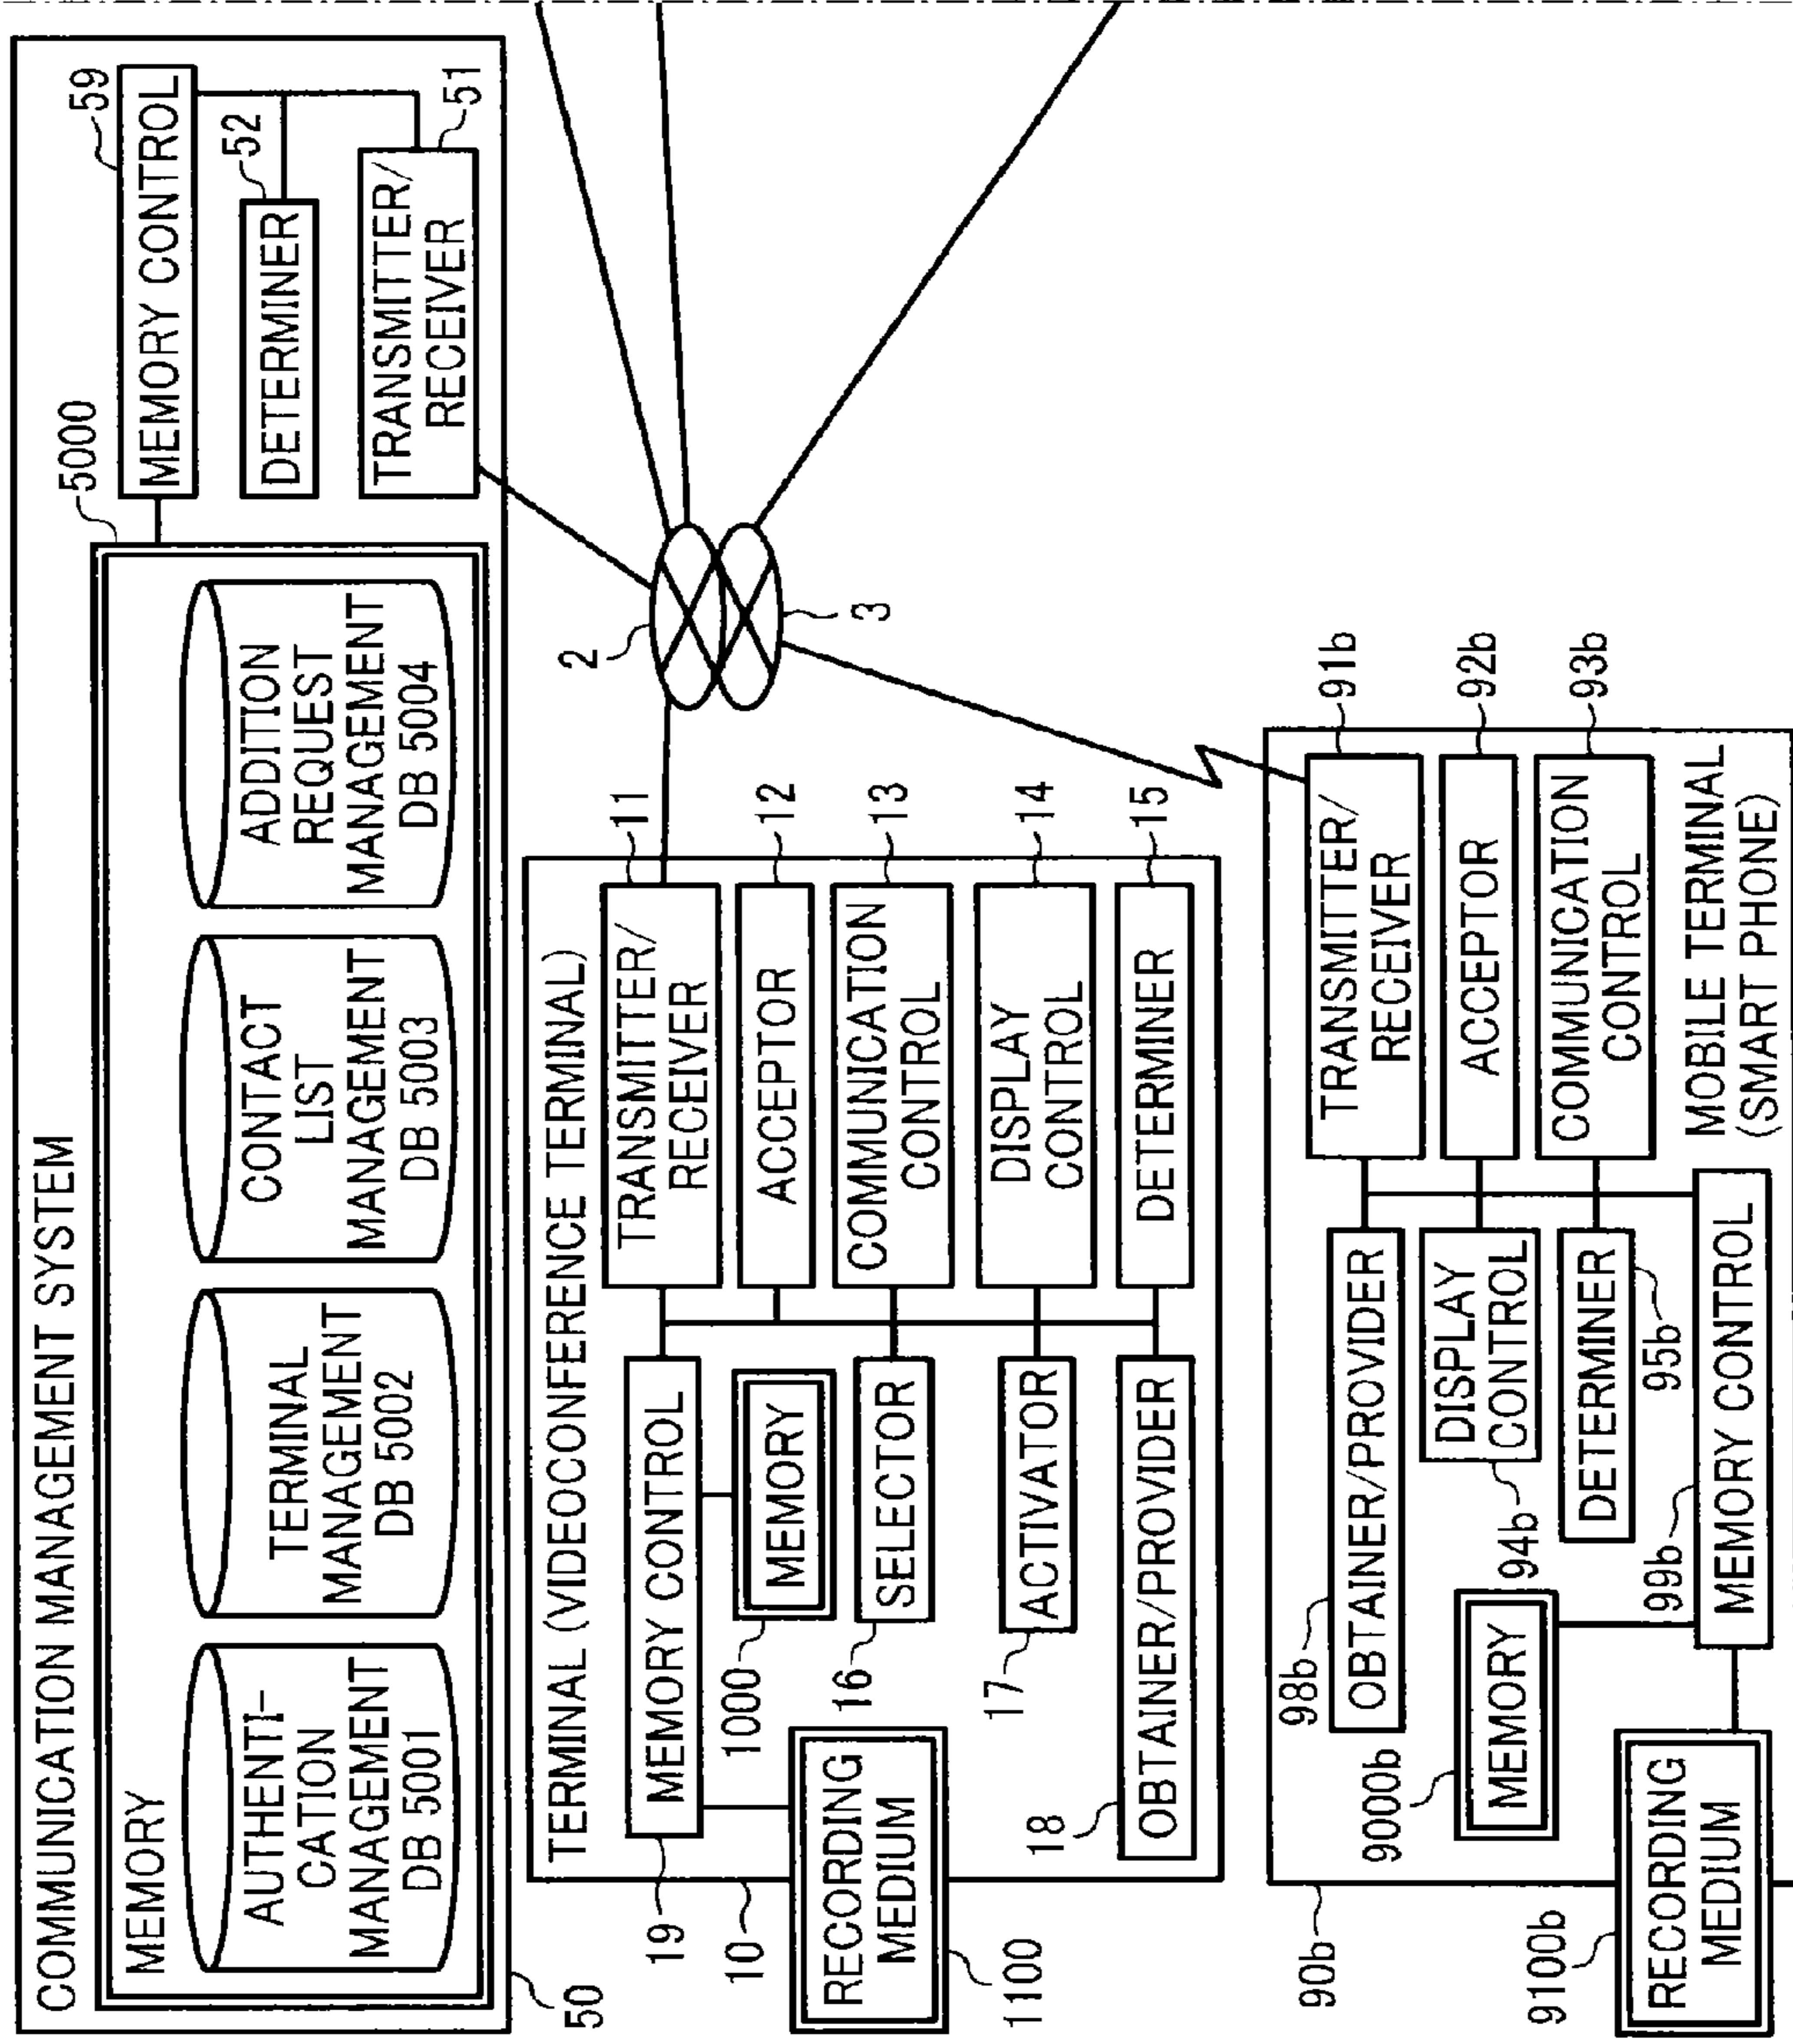 COMMUNICATION MANAGEMENT SYSTEM
MEMORY
AUTHENTI-
CATION
MANAGEMENT
DB 5001
TERMINAL
MANAGEMENT
DB 5002
CONTACT
LIST
MANAGEMENT
DB 5003
ADDITION
REQUEST
MANAGEMENT
DB 5004
5000
MEMORY CONTROL
59
DETERMINER
52
TRANSMITTER/
RECEIVER
51
50
2
3
TERMINAL (VIDEOCONFERENCE TERMINAL)
MEMORY CONTROL
19
MEMORY
1000
SELECTOR
16
ACTIVATOR
17
OBTAINER/PROVIDER
18
TRANSMITTER/
RECEIVER
11
ACCEPTOR
12
COMMUNICATION
CONTROL
13
DISPLAY
CONTROL
14
DETERMINER
15
10
RECORDING
MEDIUM
1100
OBTAINER/PROVIDER
98b
DISPLAY
CONTROL
94b
DETERMINER
95b
MEMORY
9000b
MEMORY CONTROL
99b
TRANSMITTER/
RECEIVER
91b
ACCEPTOR
92b
COMMUNICATION
CONTROL
93b
MOBILE TERMINAL
(SMART PHONE)
90b
RECORDING
MEDIUM
9100b